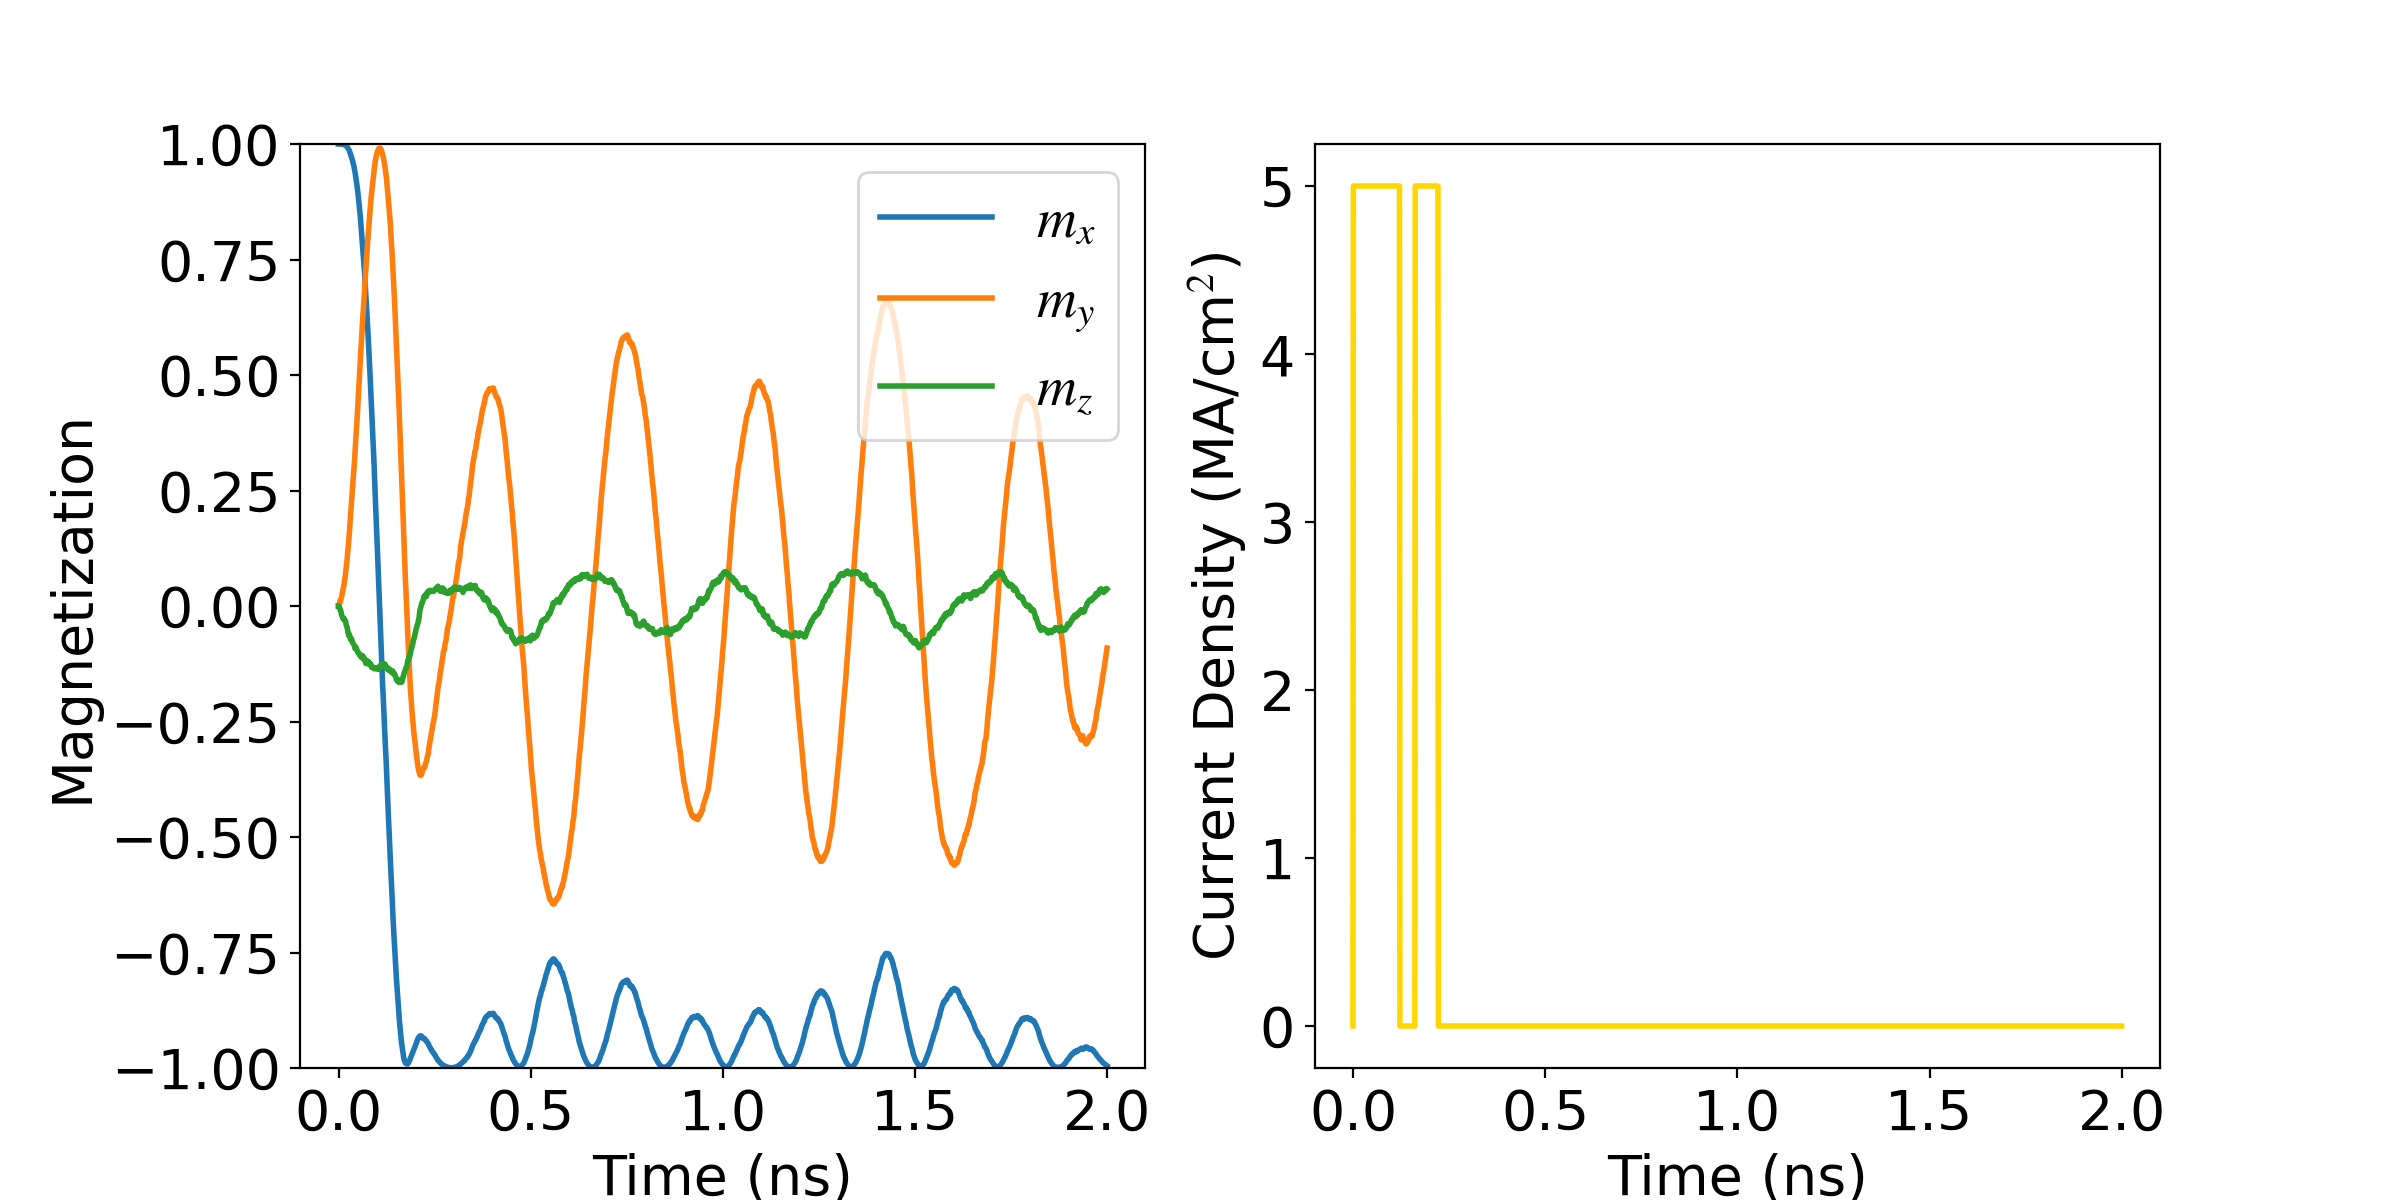 1.00
0.75
0.50
0.25
0.00
−0.25
−0.50
−0.75
−1.00
Magnetization
0.0 0.5 1.0 1.5 2.0
Time (ns)
m_x
m_y
m_z
5
4
3
2
1
0
Current Density (MA/cm²)
0.0 0.5 1.0 1.5 2.0
Time (ns)